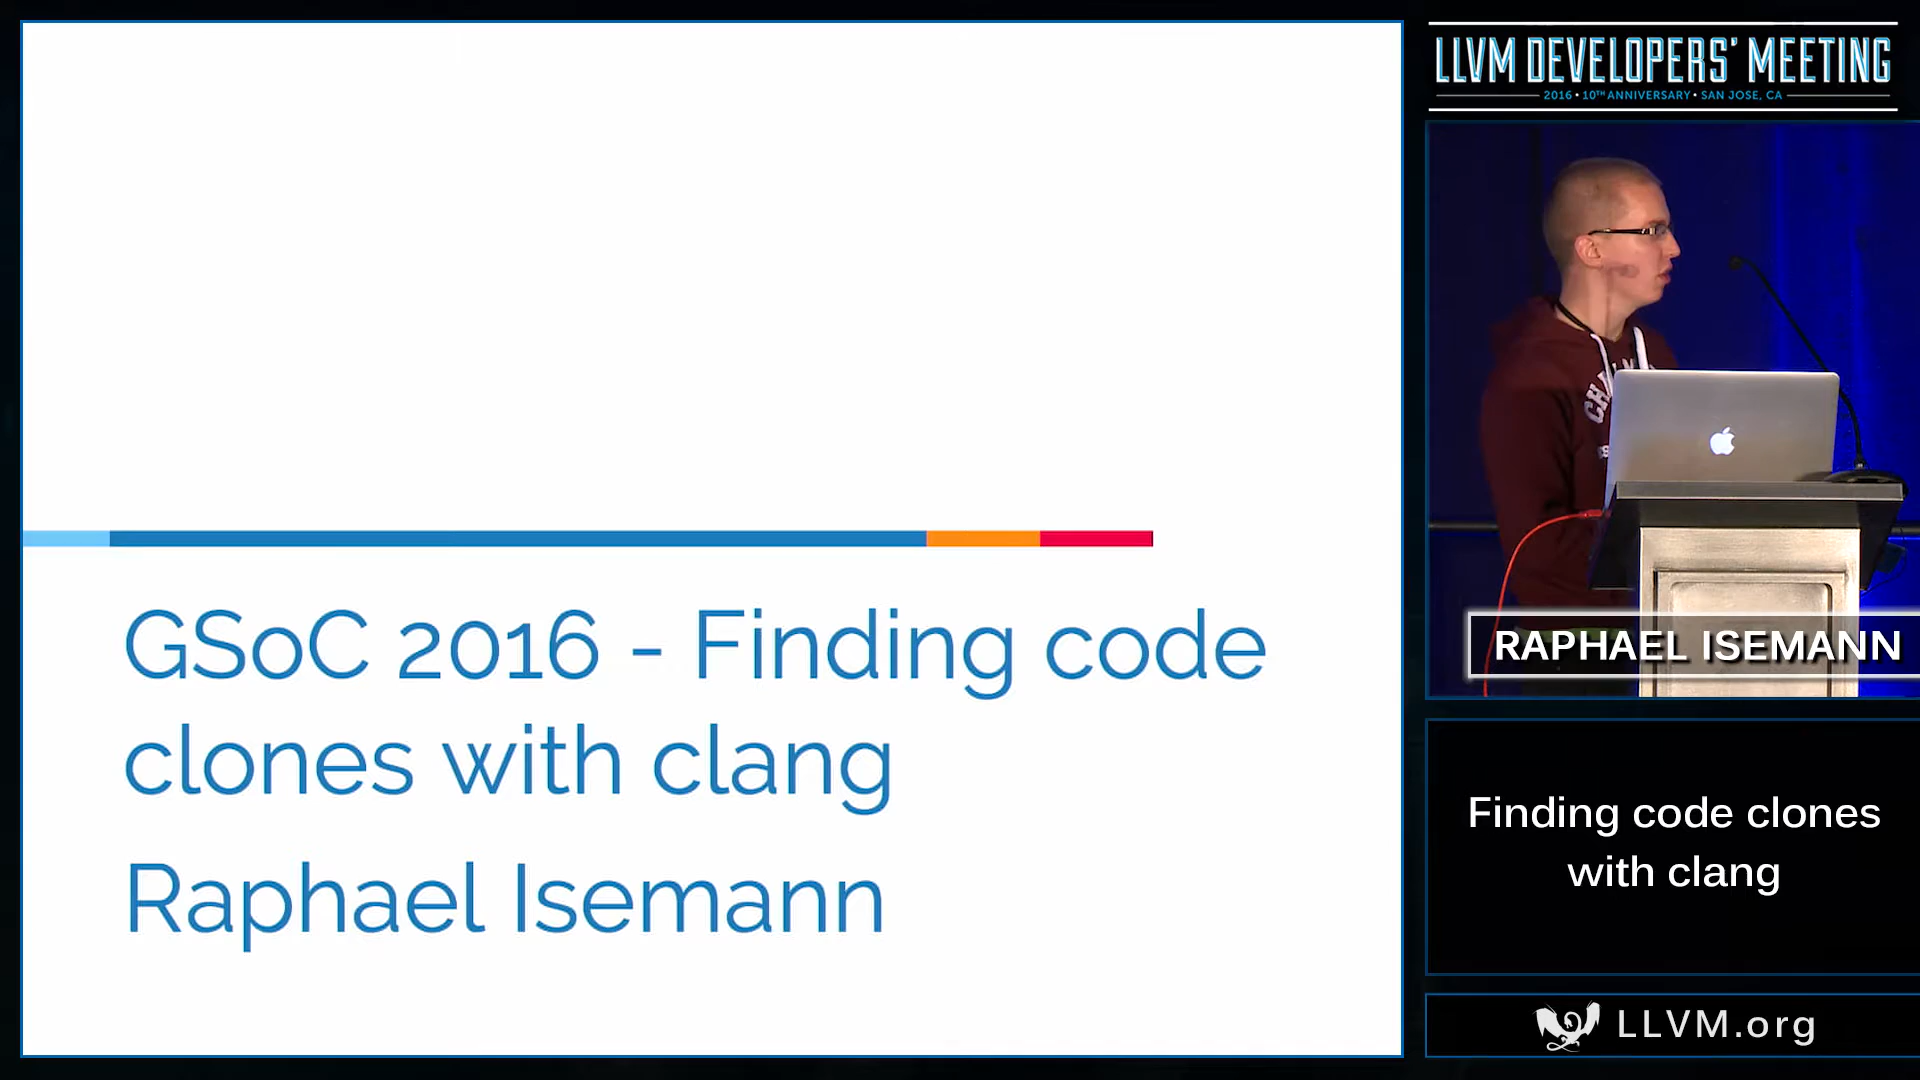 GSoC 2016 - Finding code
clones with clang
Raphael Isemann
LLVM DEVELOPERS' MEETING
2016 • 10TH ANNIVERSARY • SAN JOSE, CA
RAPHAEL ISEMANN
Finding code clones
with clang
LLVM.org